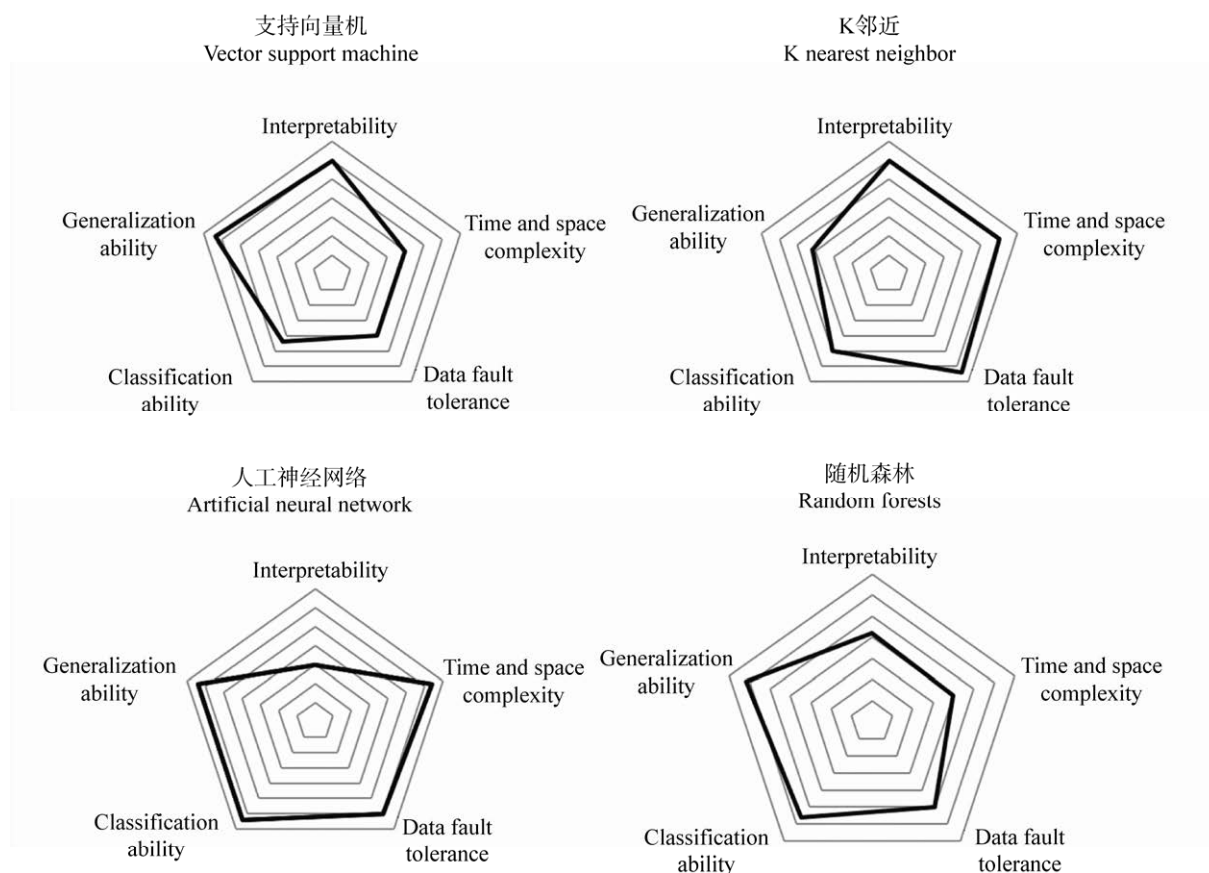 支持向量机
Vector support machine
Interpretability
Generalization
ability
Time and space
complexity
Classification
ability
Data fault
tolerance
K邻近
K nearest neighbor
Interpretability
Generalization
ability
Time and space
complexity
Classification
ability
Data fault
tolerance
人工神经网络
Artificial neural network
Interpretability
Generalization
ability
Time and space
complexity
Classification
ability
Data fault
tolerance
随机森林
Random forests
Interpretability
Generalization
ability
Time and space
complexity
Classification
ability
Data fault
tolerance